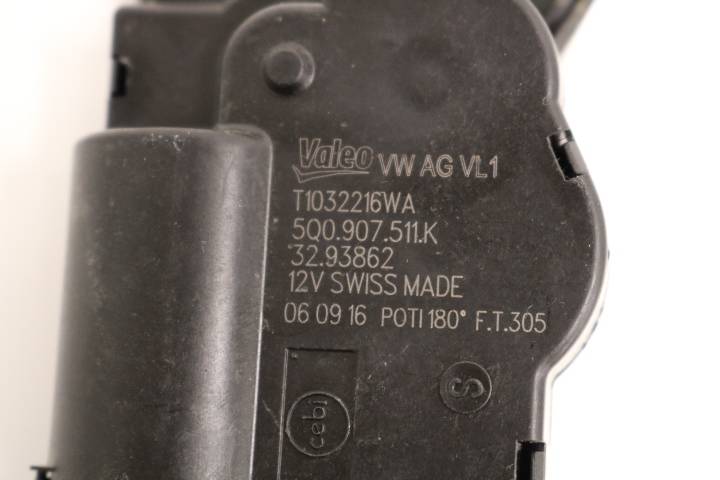 Valeo VW AG VL1
T1032216WA
5Q0.907.511.K
32.93862
12V SWISS MADE
06 09 16 POTI 180° F.T.305
cebi
S